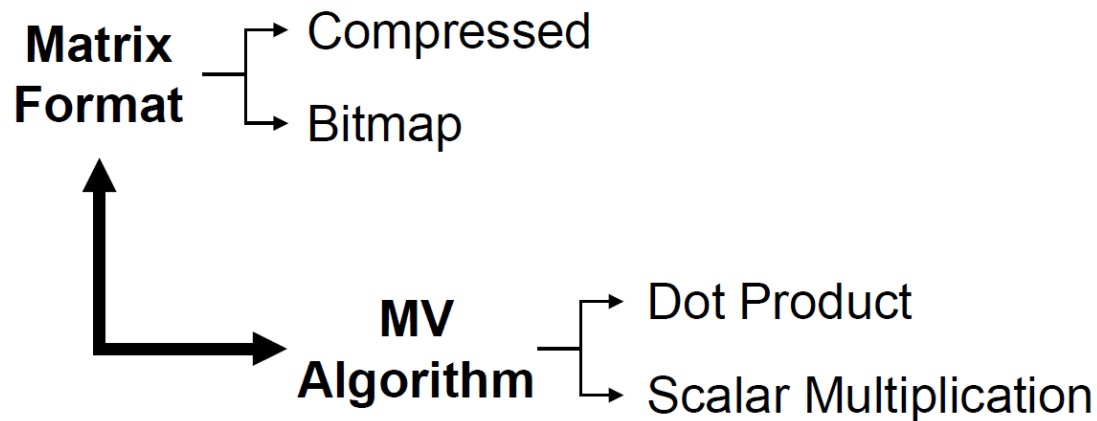 Matrix
Format
Compressed
Bitmap
MV
Algorithm
Dot Product
Scalar Multiplication